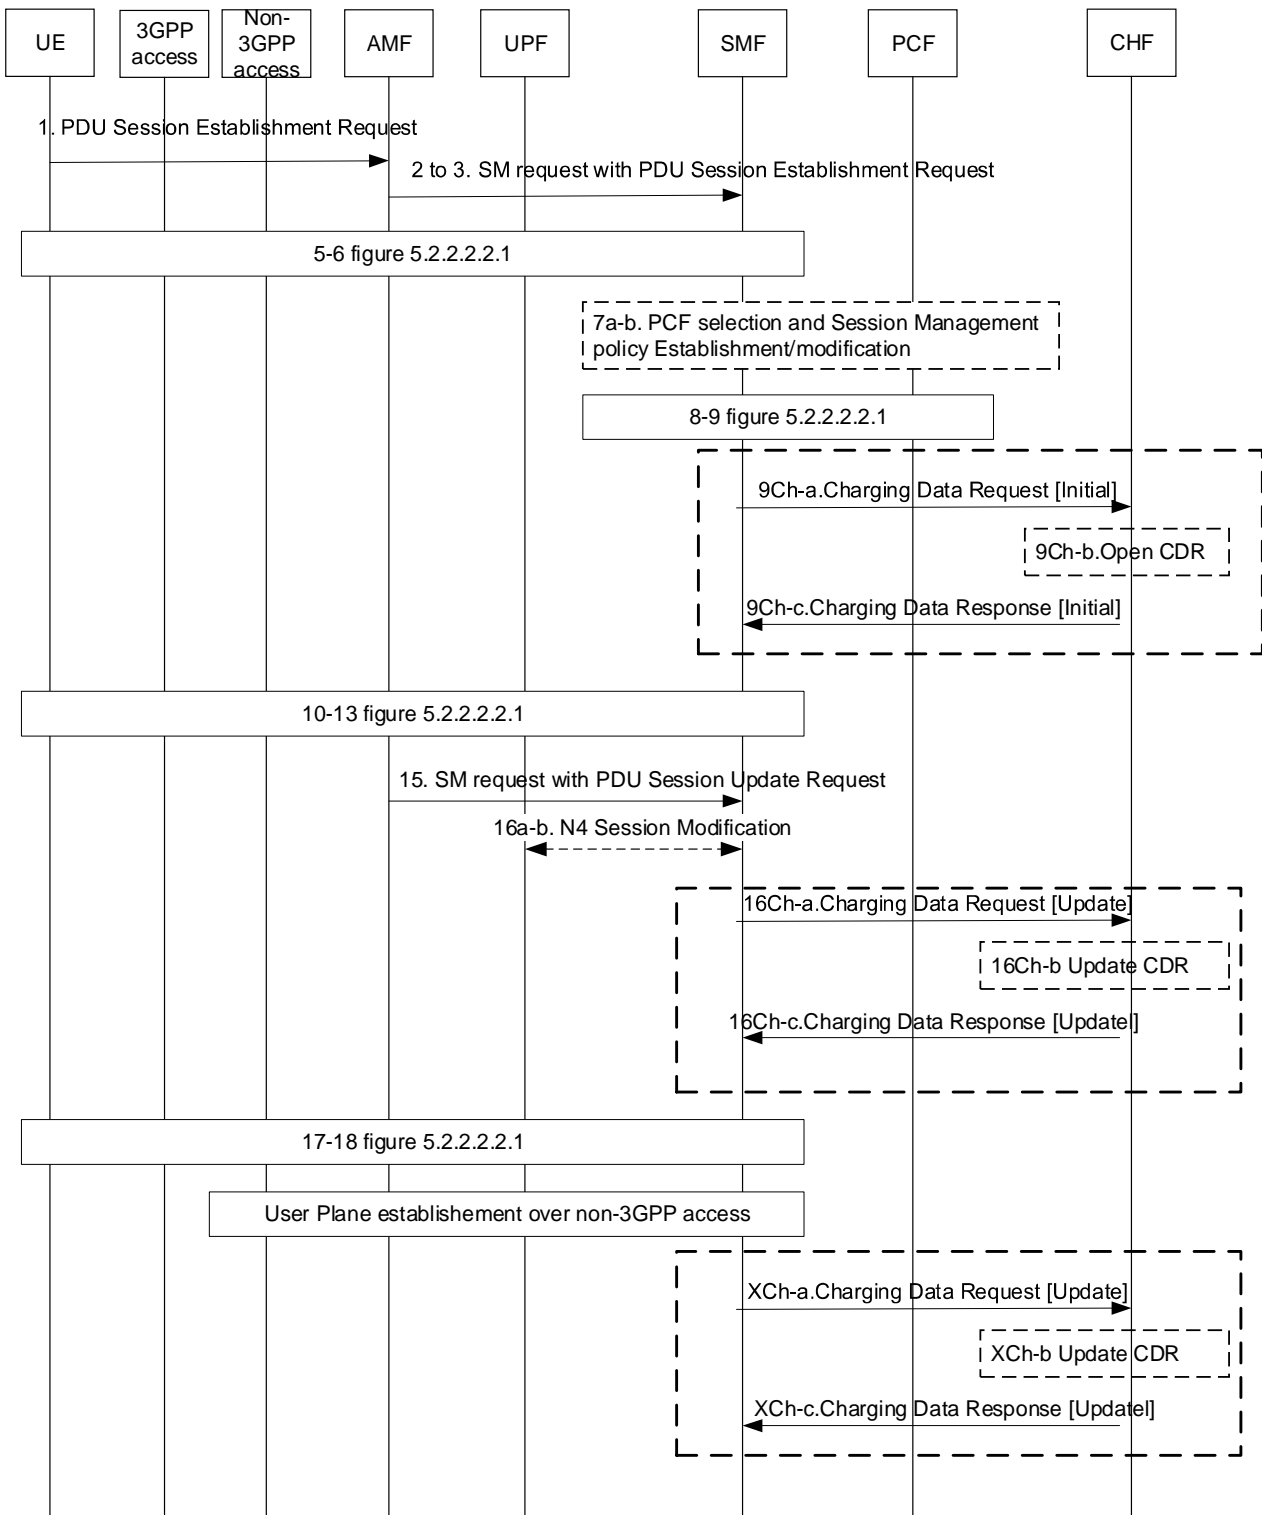 UE
3GPP
access
Non-
3GPP
access
AMF
UPF
SMF
PCF
CHF
1. PDU Session Establishment Request
2 to 3. SM request with PDU Session Establishment Request
5-6 figure 5.2.2.2.2.1
7a-b. PCF selection and Session Management
policy Establishment/modification
8-9 figure 5.2.2.2.2.1
9Ch-a.Charging Data Request [Initial]
9Ch-b.Open CDR
9Ch-c.Charging Data Response [Initial]
10-13 figure 5.2.2.2.2.1
15. SM request with PDU Session Update Request
16a-b. N4 Session Modification
16Ch-a.Charging Data Request [Update]
16Ch-b Update CDR
16Ch-c.Charging Data Response [Updatel]
17-18 figure 5.2.2.2.2.1
User Plane establishement over non-3GPP access
XCh-a.Charging Data Request [Update]
XCh-b Update CDR
XCh-c.Charging Data Response [Updatel]